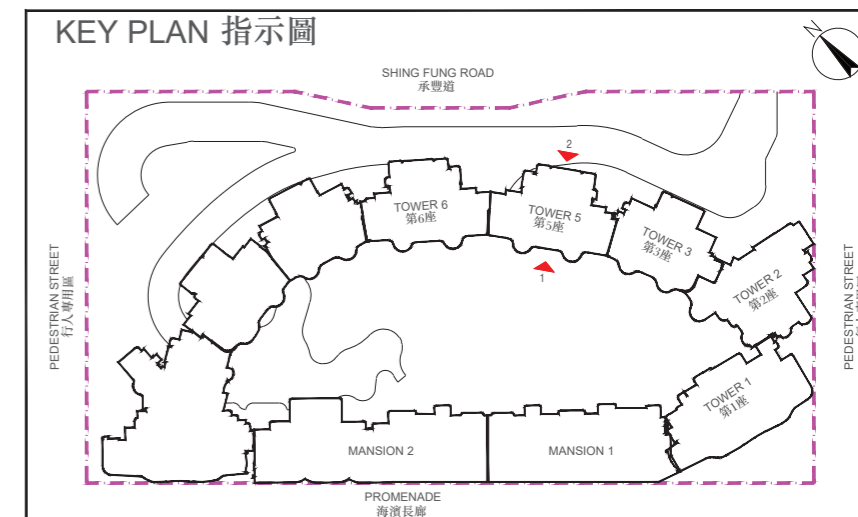 KEY PLAN 指示圖
N
SHING FUNG ROAD
承豐道
2
TOWER 6
第6座
TOWER 5
第5座
TOWER 3
第3座
TOWER 2
第2座
TOWER 1
第1座
1
PEDESTRIAN STREET
行人專用區
PEDESTRIAN STREET
MANSION 2
MANSION 1
PROMENADE
海濱長廊